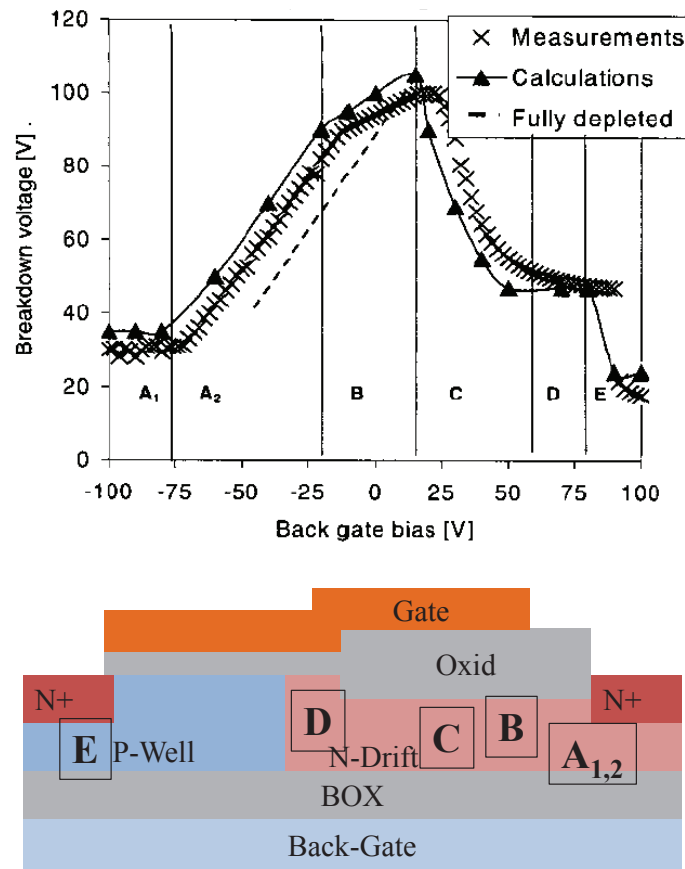 120
100
80
60
40
20
0
Breakdown voltage [V]
× Measurements
Calculations
Fully depleted
A₁
A₂
B
C
D
E
-100 -75 -50 -25 0 25 50 75 100
Back gate bias [V]
Gate
Oxid
N+
N+
D
C
B
E
P-Well
N-Drift
A₁,₂
BOX
Back-Gate